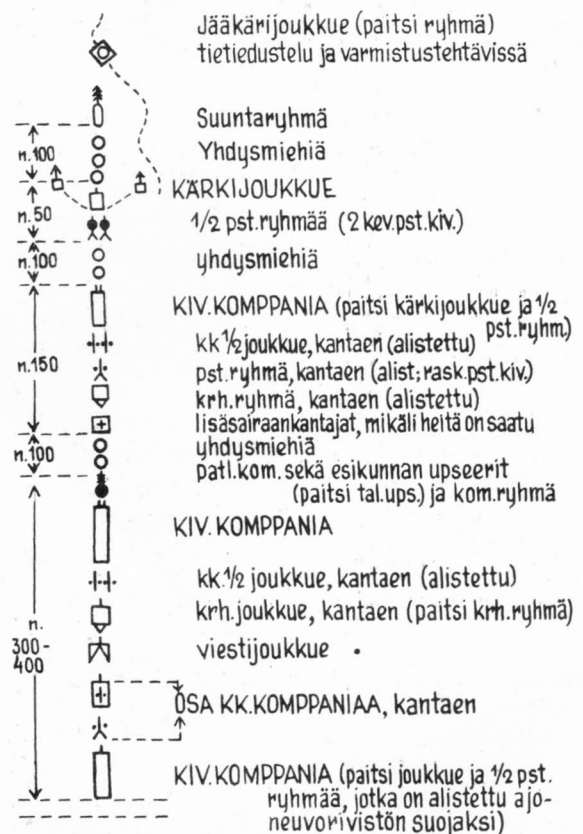 Jääkärijoukkue (paitsi ryhmä)
tietiedustelu ja varmistustehtävissä
Suuntaryhmä
n.100
Yhdysmiehiä
KÄRKIJOUKKUE
n.50
1/2 pst.ryhmää (2 kev.pst.kiv.)
n.100
yhdysmiehiä
KIV.KOMPPANIA (paitsi kärkijoukkue ja 1/2
pst.ryhm.)
kk 1/2 joukkue, kantaen (alistettu)
n.150
pst.ryhmä, kantaen (alist; rask.pst.kiv.)
krh.ryhmä, kantaen (alistettu)
lisäsairaankantajat, mikäli heitä on saatu
n.100
yhdysmiehiä
patl.kom. sekä esikunnan upseerit
(paitsi tal.ups.) ja kom.ryhmä
KIV. KOMPPANIA
kk.1/2 joukkue, kantaen (alistettu)
krh.joukkue, kantaen (paitsi krh.ryhmä)
n.
300-
400
viestijoukkue
OSA KK.KOMPPANIAA, kantaen
KIV. KOMPPANIA (paitsi joukkue ja 1/2 pst.
ryhmää, jotka on alistettu ajo-
neuvorivistön suojaksi)